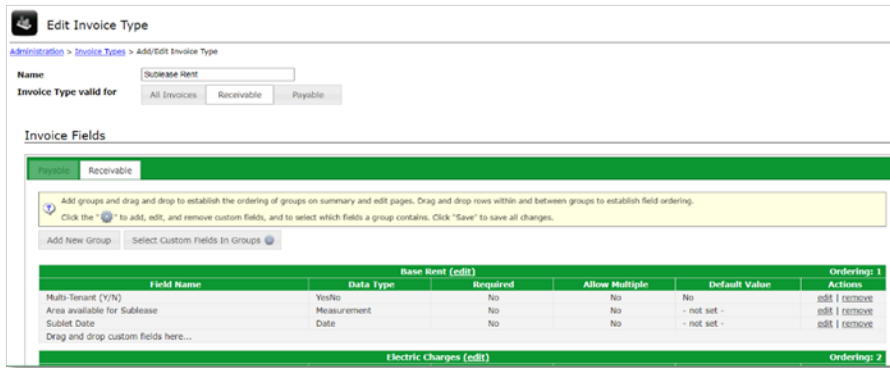 Edit Invoice Type
Administration > Invoice Types > Add/Edit Invoice Type
Name Sublease Rent
Invoice Type valid for All Invoices Receivable Payable
Invoice Fields
Payable Receivable
Add groups and drag and drop to establish the ordering of groups on summary and edit pages. Drag and drop rows within and between groups to establish field ordering.
Click the " " to add, edit, and remove custom fields, and to select which fields a group contains. Click "Save" to save all changes.
Add New Group Select Custom Fields In Groups
Base Rent (edit) Ordering: 1
Field Name Data Type Required Allow Multiple Default Value Actions
Multi-Tenant (Y/N) YesNo No No No edit | remove
Area available for Sublease Measurement No No - not set - edit | remove
Sublet Date Date No No - not set - edit | remove
Drag and drop custom fields here...
Electric Charges (edit) Ordering: 2